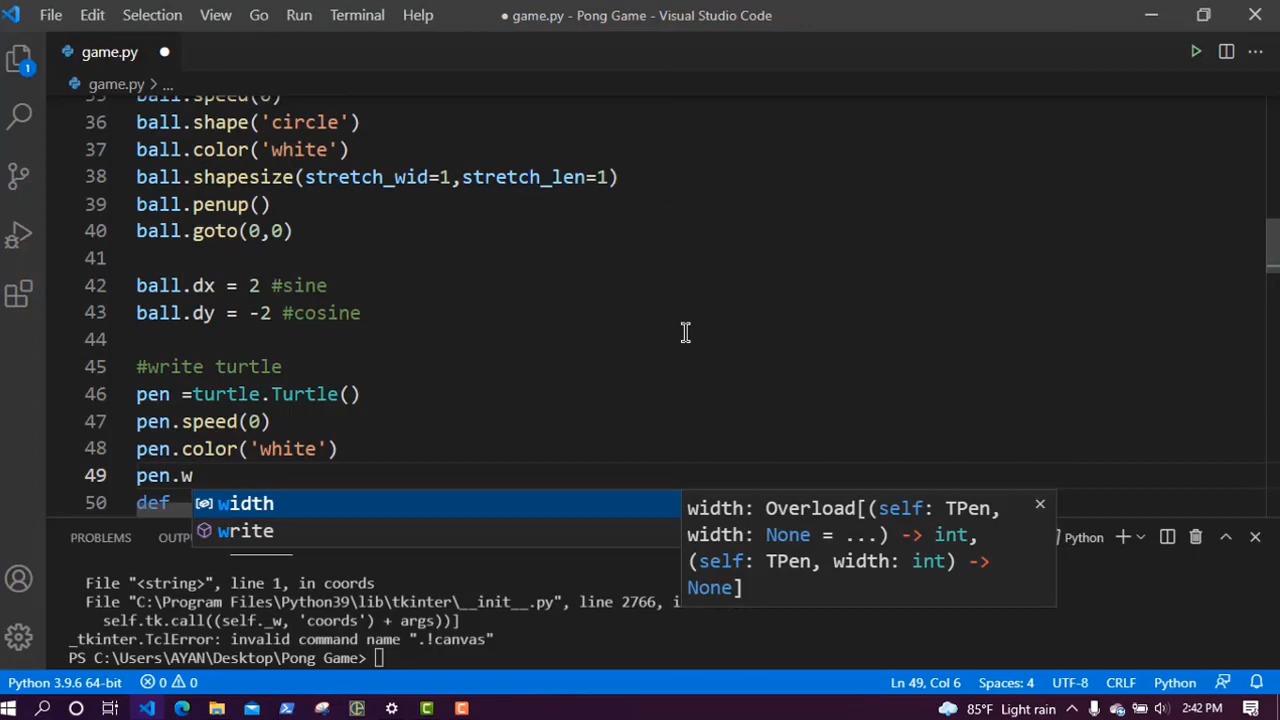 File Edit Selection View Go Run Terminal Help ● game.py - Pong Game - Visual Studio Code
game.py
game.py > ...
1
35 ball.speed(0)
36 ball.shape('circle')
37 ball.color('white')
38 ball.shapesize(stretch_wid=1,stretch_len=1)
39 ball.penup()
40 ball.goto(0,0)
41
42 ball.dx = 2 #sine
43 ball.dy = -2 #cosine
44
45 #write turtle
46 pen =turtle.Turtle()
47 pen.speed(0)
48 pen.color('white')
49 pen.w
50 def
width
write
width: Overload[(self: TPen,
width: None = ...) -> int,
(self: TPen, width: int) ->
None]
PROBLEMS OUTP Python
File "<string>", line 1, in coords
File "C:\Program Files\Python39\lib\tkinter\__init__.py", line 2766, i
self.tk.call((self._w, 'coords') + args))]
_tkinter.TclError: invalid command name ".!canvas"
PS C:\Users\AYAN\Desktop\Pong Game>
Python 3.9.6 64-bit 0 0 Ln 49, Col 6 Spaces: 4 UTF-8 CRLF Python
85°F Light rain 2:42 PM